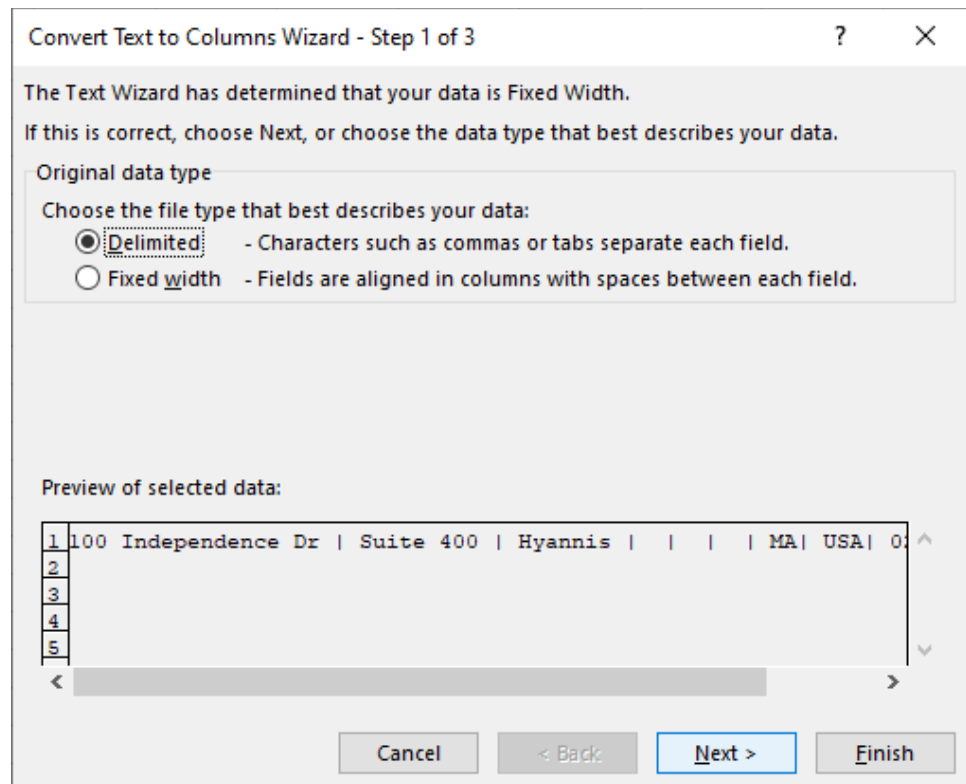 Convert Text to Columns Wizard - Step 1 of 3 ? X
The Text Wizard has determined that your data is Fixed Width.
If this is correct, choose Next, or choose the data type that best describes your data.
Original data type
Choose the file type that best describes your data:
Delimited - Characters such as commas or tabs separate each field.
Fixed width - Fields are aligned in columns with spaces between each field.
Preview of selected data:
1 100 Independence Dr | Suite 400 | Hyannis | | | | MA| USA| 0
2
3
4
5
Cancel < Back Next > Finish